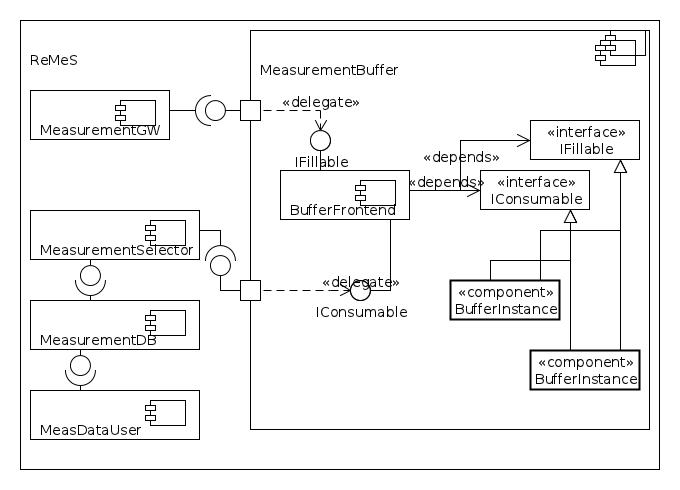 ReMeS
MeasurementBuffer
MeasurementGW
«delegate»
IFillable
«depends»
«interface»
IFillable
«depends»
«interface»
IConsumable
BufferFrontend
MeasurementSelector
«delegate»
IConsumable
«component»
BufferInstance
MeasurementDB
«component»
BufferInstance
MeasDataUser